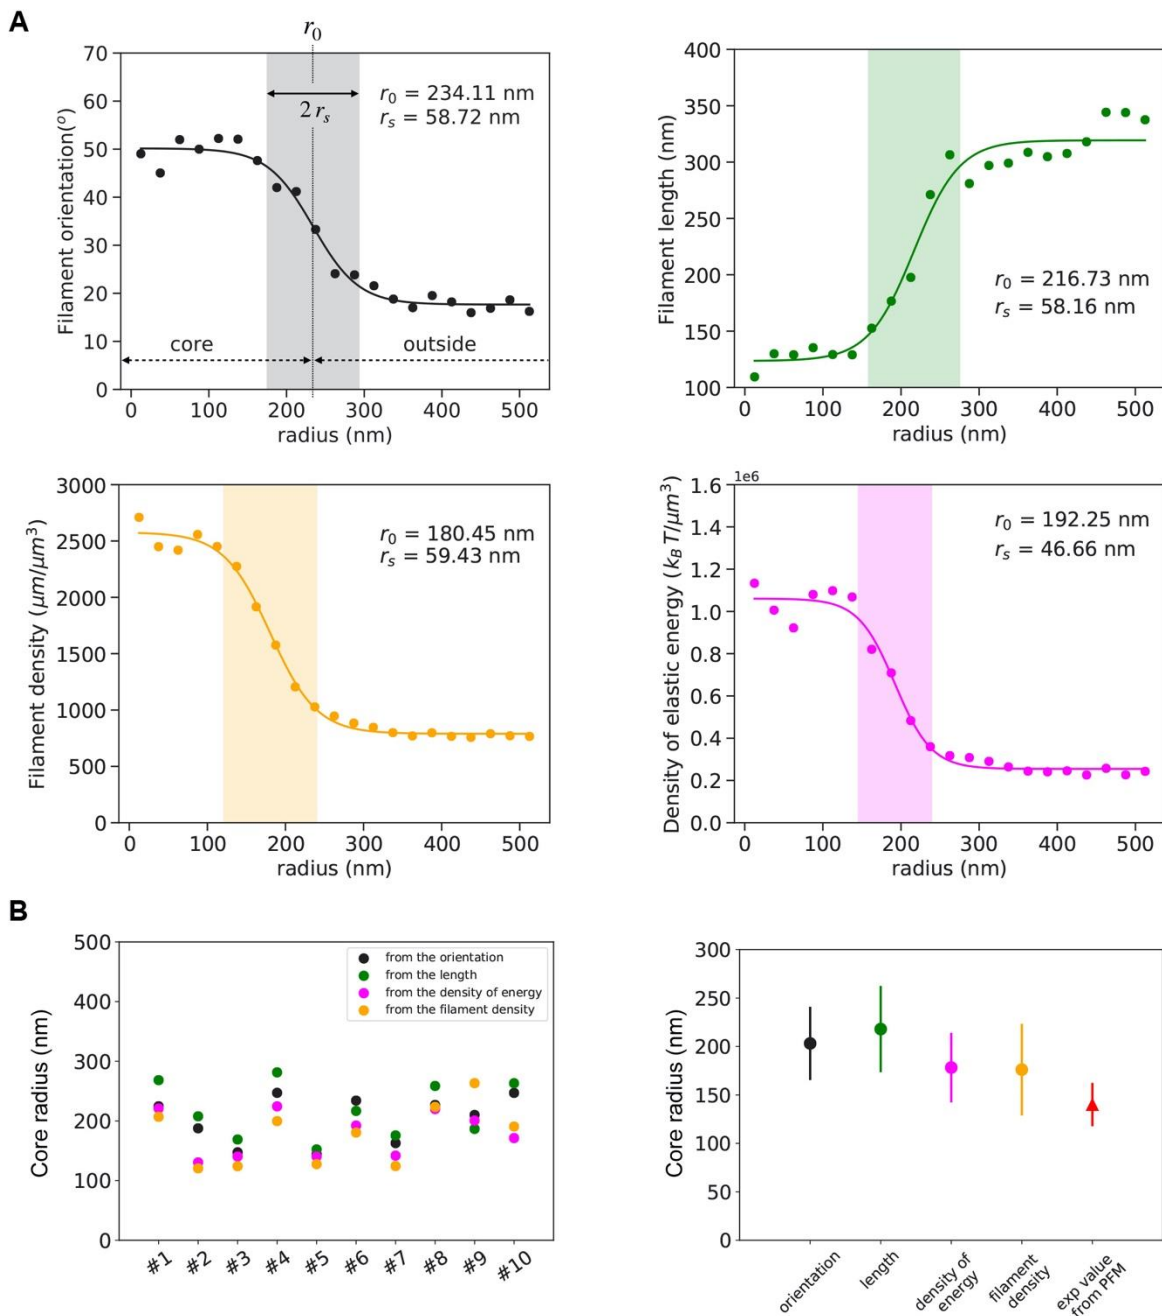 A
r0
70
60
50
40
30
20
10
0
Filament orientation(°)
2 rs
r0 = 234.11 nm
rs = 58.72 nm
core
outside
0 100 200 300 400 500
radius (nm)
400
350
300
250
200
150
100
Filament length (nm)
r0 = 216.73 nm
rs = 58.16 nm
0 100 200 300 400 500
radius (nm)
3000
2500
2000
1500
1000
500
0
Filament density (μm/μm³)
r0 = 180.45 nm
rs = 59.43 nm
0 100 200 300 400 500
radius (nm)
1e6
1.6
1.4
1.2
1.0
0.8
0.6
0.4
0.2
0.0
Density of elastic energy (kBT/μm³)
r0 = 192.25 nm
rs = 46.66 nm
0 100 200 300 400 500
radius (nm)
B
500
400
300
200
100
0
Core radius (nm)
from the orientation
from the length
from the density of energy
from the filament density
#1 #2 #3 #4 #5 #6 #7 #8 #9 #10
300
250
200
150
100
50
0
Core radius (nm)
orientation
length
density of
energy
filament
density
exp value
from PFM